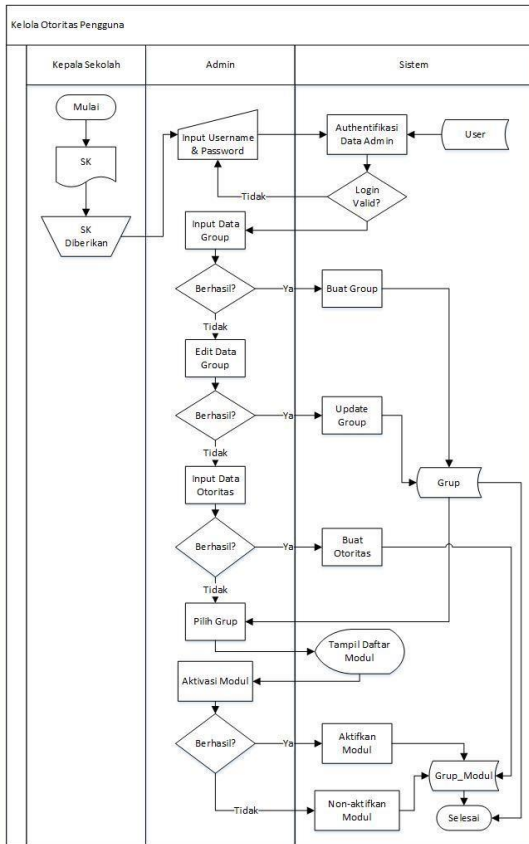 Kelola Otoritas Pengguna
Kepala Sekolah
Admin
Sistem
Mulai
SK
SK
Diberikan
Input Username
& Password
Authentifikasi
Data Admin
User
Login
Valid?
Tidak
Input Data
Group
Berhasil?
Ya
Buat Group
Tidak
Edit Data
Group
Berhasil?
Ya
Update
Group
Tidak
Grup
Input Data
Otoritas
Berhasil?
Ya
Buat
Otoritas
Tidak
Pilih Grup
Tampil Daftar
Modul
Aktivasi Modul
Berhasil?
Ya
Aktifkan
Modul
Grup_Modul
Tidak
Non-aktifkan
Modul
Selesai